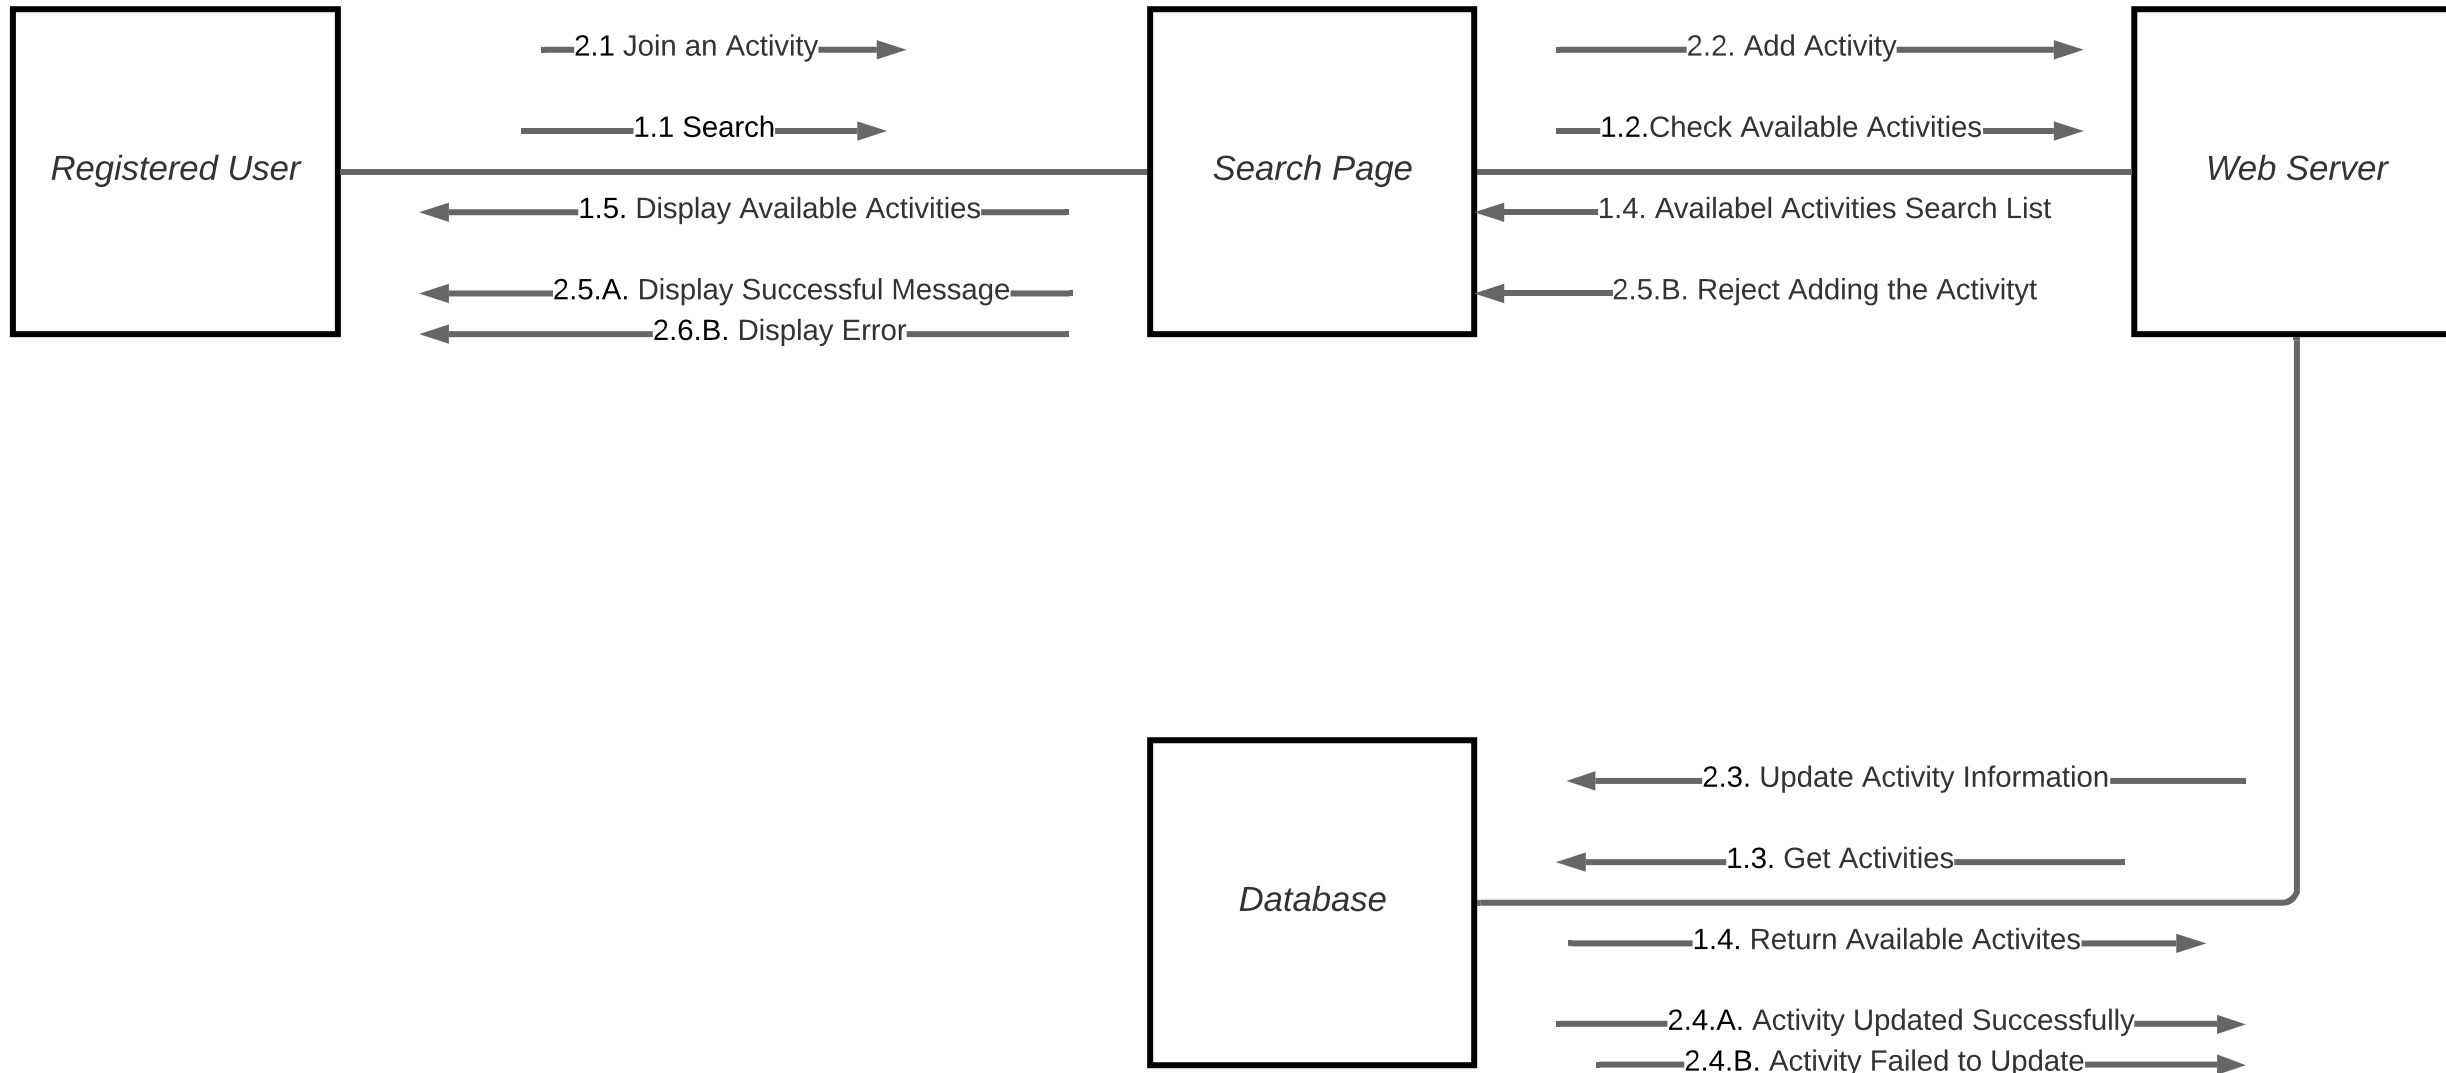 2.1 Join an Activity
2.2. Add Activity
1.1 Search
1.2.Check Available Activities
Registered User
Search Page
Web Server
1.5. Display Available Activities
1.4. Availabel Activities Search List
2.5.A. Display Successful Message
2.5.B. Reject Adding the Activityt
2.6.B. Display Error
2.3. Update Activity Information
1.3. Get Activities
Database
1.4. Return Available Activites
2.4.A. Activity Updated Successfully
2.4.B. Activity Failed to Update